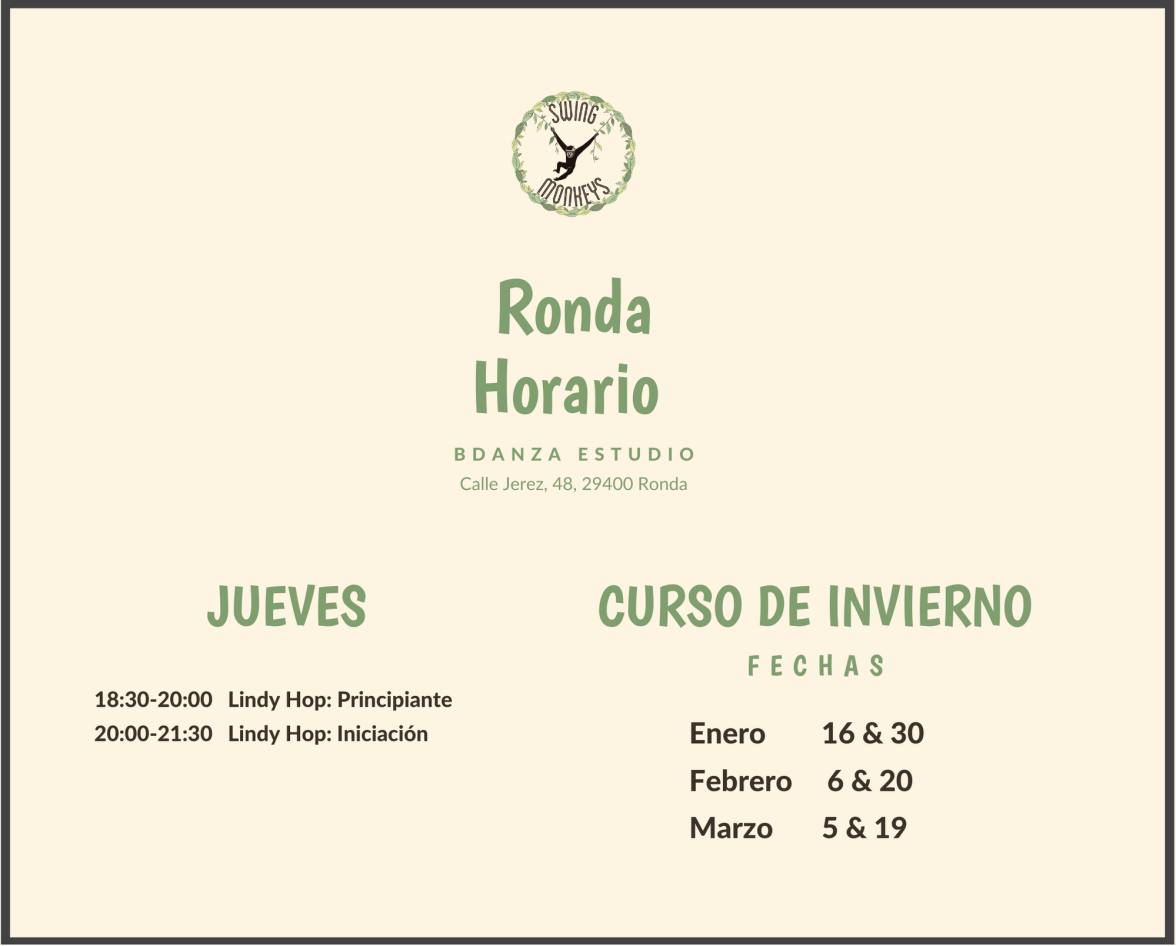 SWING
MONKEYS
Ronda
Horario
BDANZA ESTUDIO
Calle Jerez, 48, 29400 Ronda
JUEVES
18:30-20:00 Lindy Hop: Principiante
20:00-21:30 Lindy Hop: Iniciación
CURSO DE INVIERNO
FECHAS
Enero 16 & 30
Febrero 6 & 20
Marzo 5 & 19